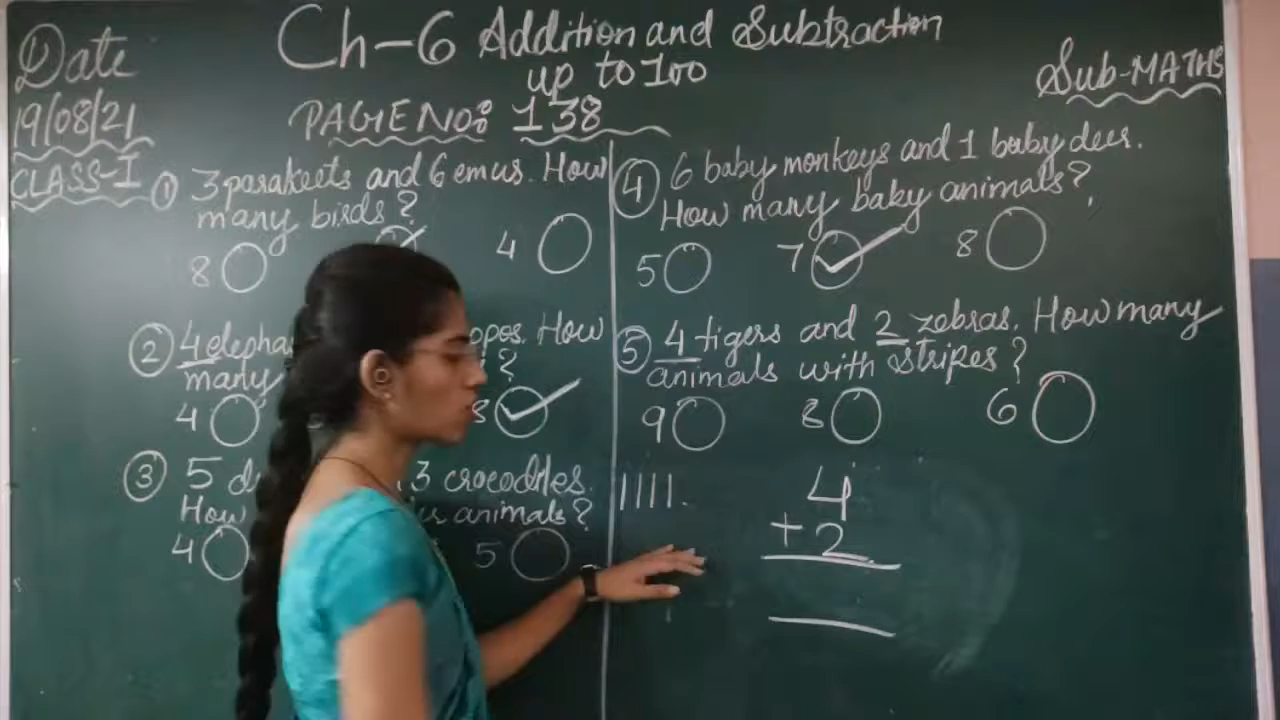 Date
19/08/21
CLASS-I
Ch-6 Addition and Subtraction
up to 100
Sub-MATHS
PAGE NO: 138
① 3 parakeets and 6 emus. How
many birds?
8 4
② 4 How
many ?
4 8
③ 5 3 crocodiles.
How animals?
4 5
④ 6 baby monkeys and 1 baby deer.
How many baby animals?
5 7 8
⑤ 4 tigers and 2 zebras. How many
animals with stripes?
9 8 6
4
+2